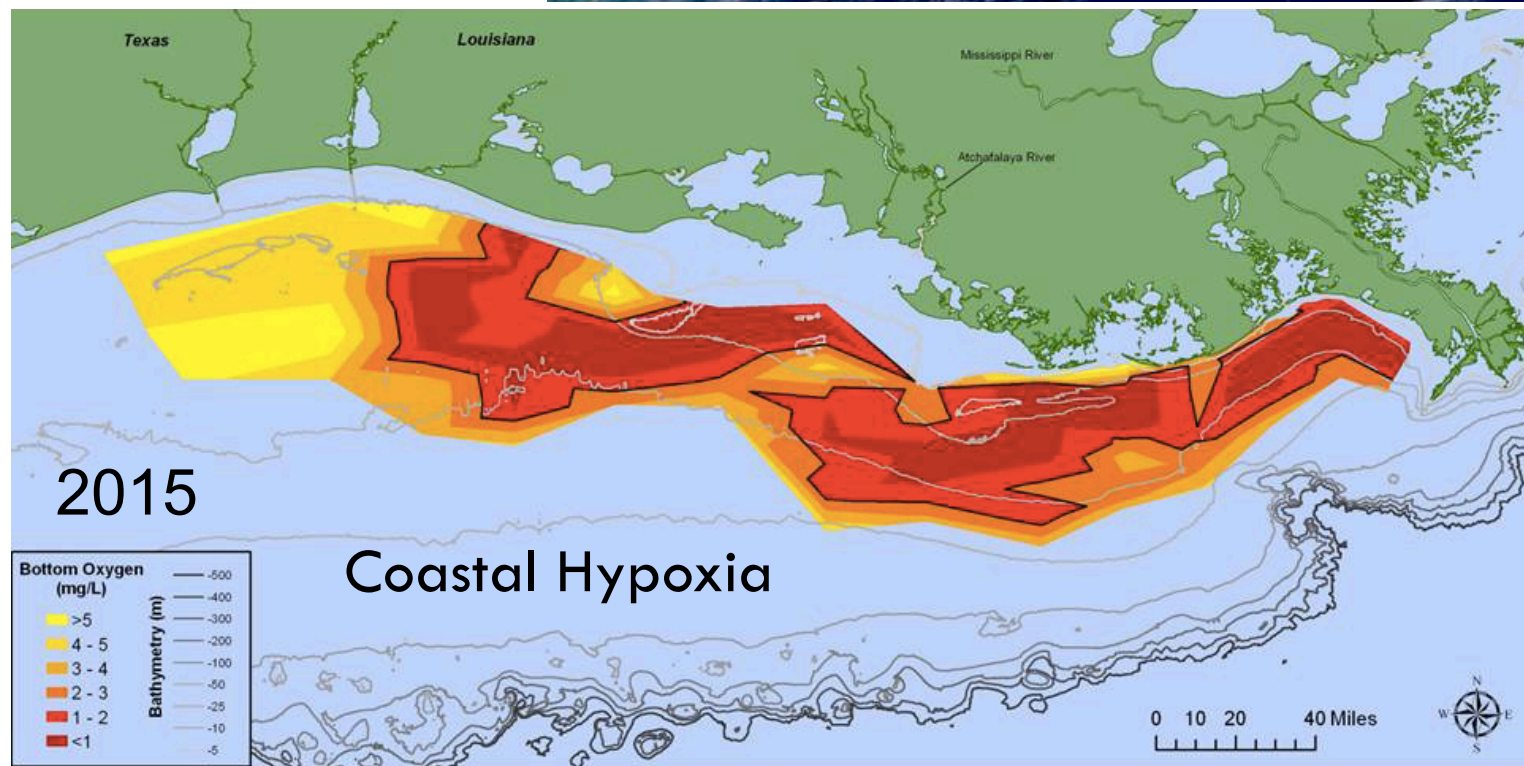 Texas
Louisiana
Mississippi River
Atchafalaya River
2015
Coastal Hypoxia
Bottom Oxygen
(mg/L)
>5
4 - 5
3 - 4
2 - 3
1 - 2
<1
Bathymetry (m)
-500
-400
-300
-200
-100
-50
-25
-10
-5
0 10 20 40 Miles
N
W E
S